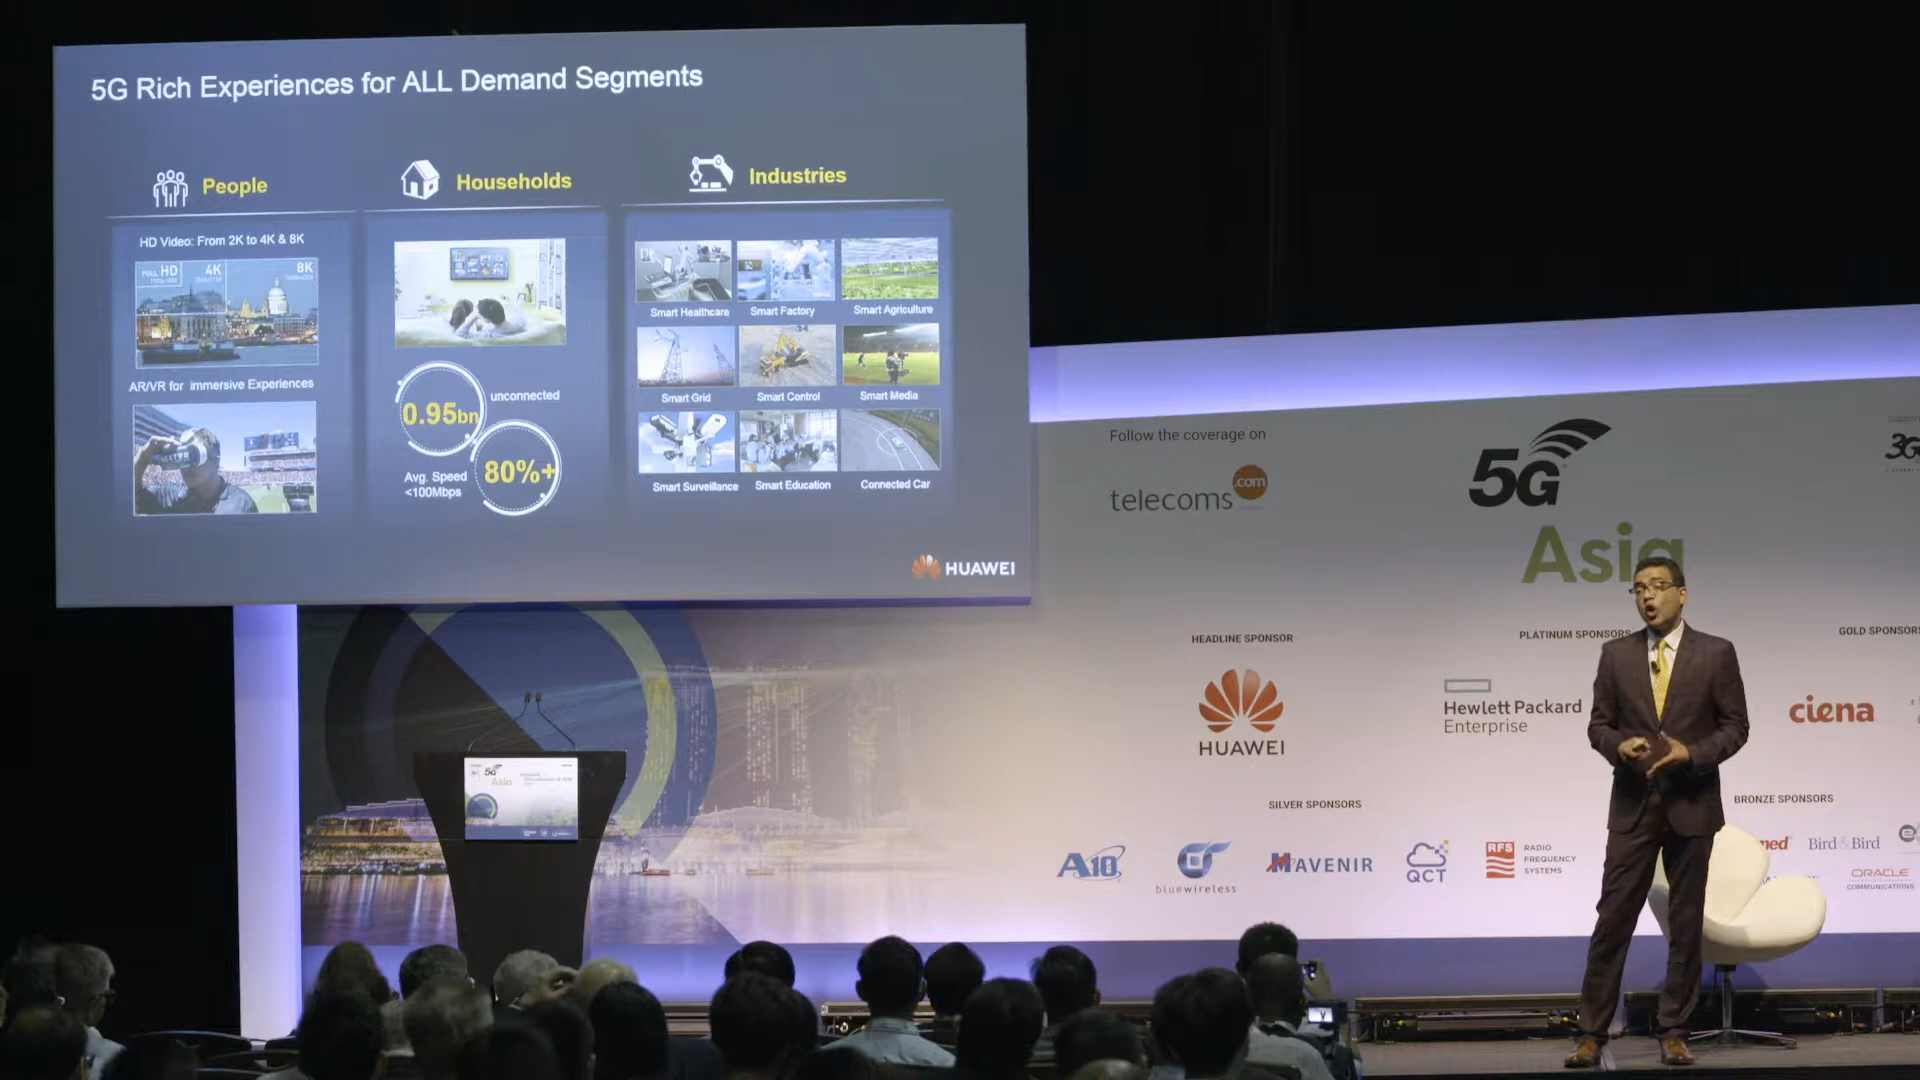 5G Rich Experiences for ALL Demand Segments
People
Households
Industries
HD Video: From 2K to 4K & 8K
FULL HD
4K
8K
AR/VR for immersive Experiences
0.95bn
unconnected
Avg. Speed
<100Mbps
80%+
Smart Healthcare
Smart Factory
Smart Agriculture
Smart Grid
Smart Control
Smart Media
Smart Surveillance
Smart Education
Connected Car
HUAWEI
Follow the coverage on
telecoms.com
5G
Asia
HEADLINE SPONSOR
HUAWEI
PLATINUM SPONSORS
Hewlett Packard
Enterprise
GOLD SPONSORS
ciena
SILVER SPONSORS
A10
bluewireless
MAVENIR
QCT
RFS
RADIO
FREQUENCY
SYSTEMS
BRONZE SPONSORS
Bird & Bird
ORACLE
COMMUNICATIONS
5G
Asia